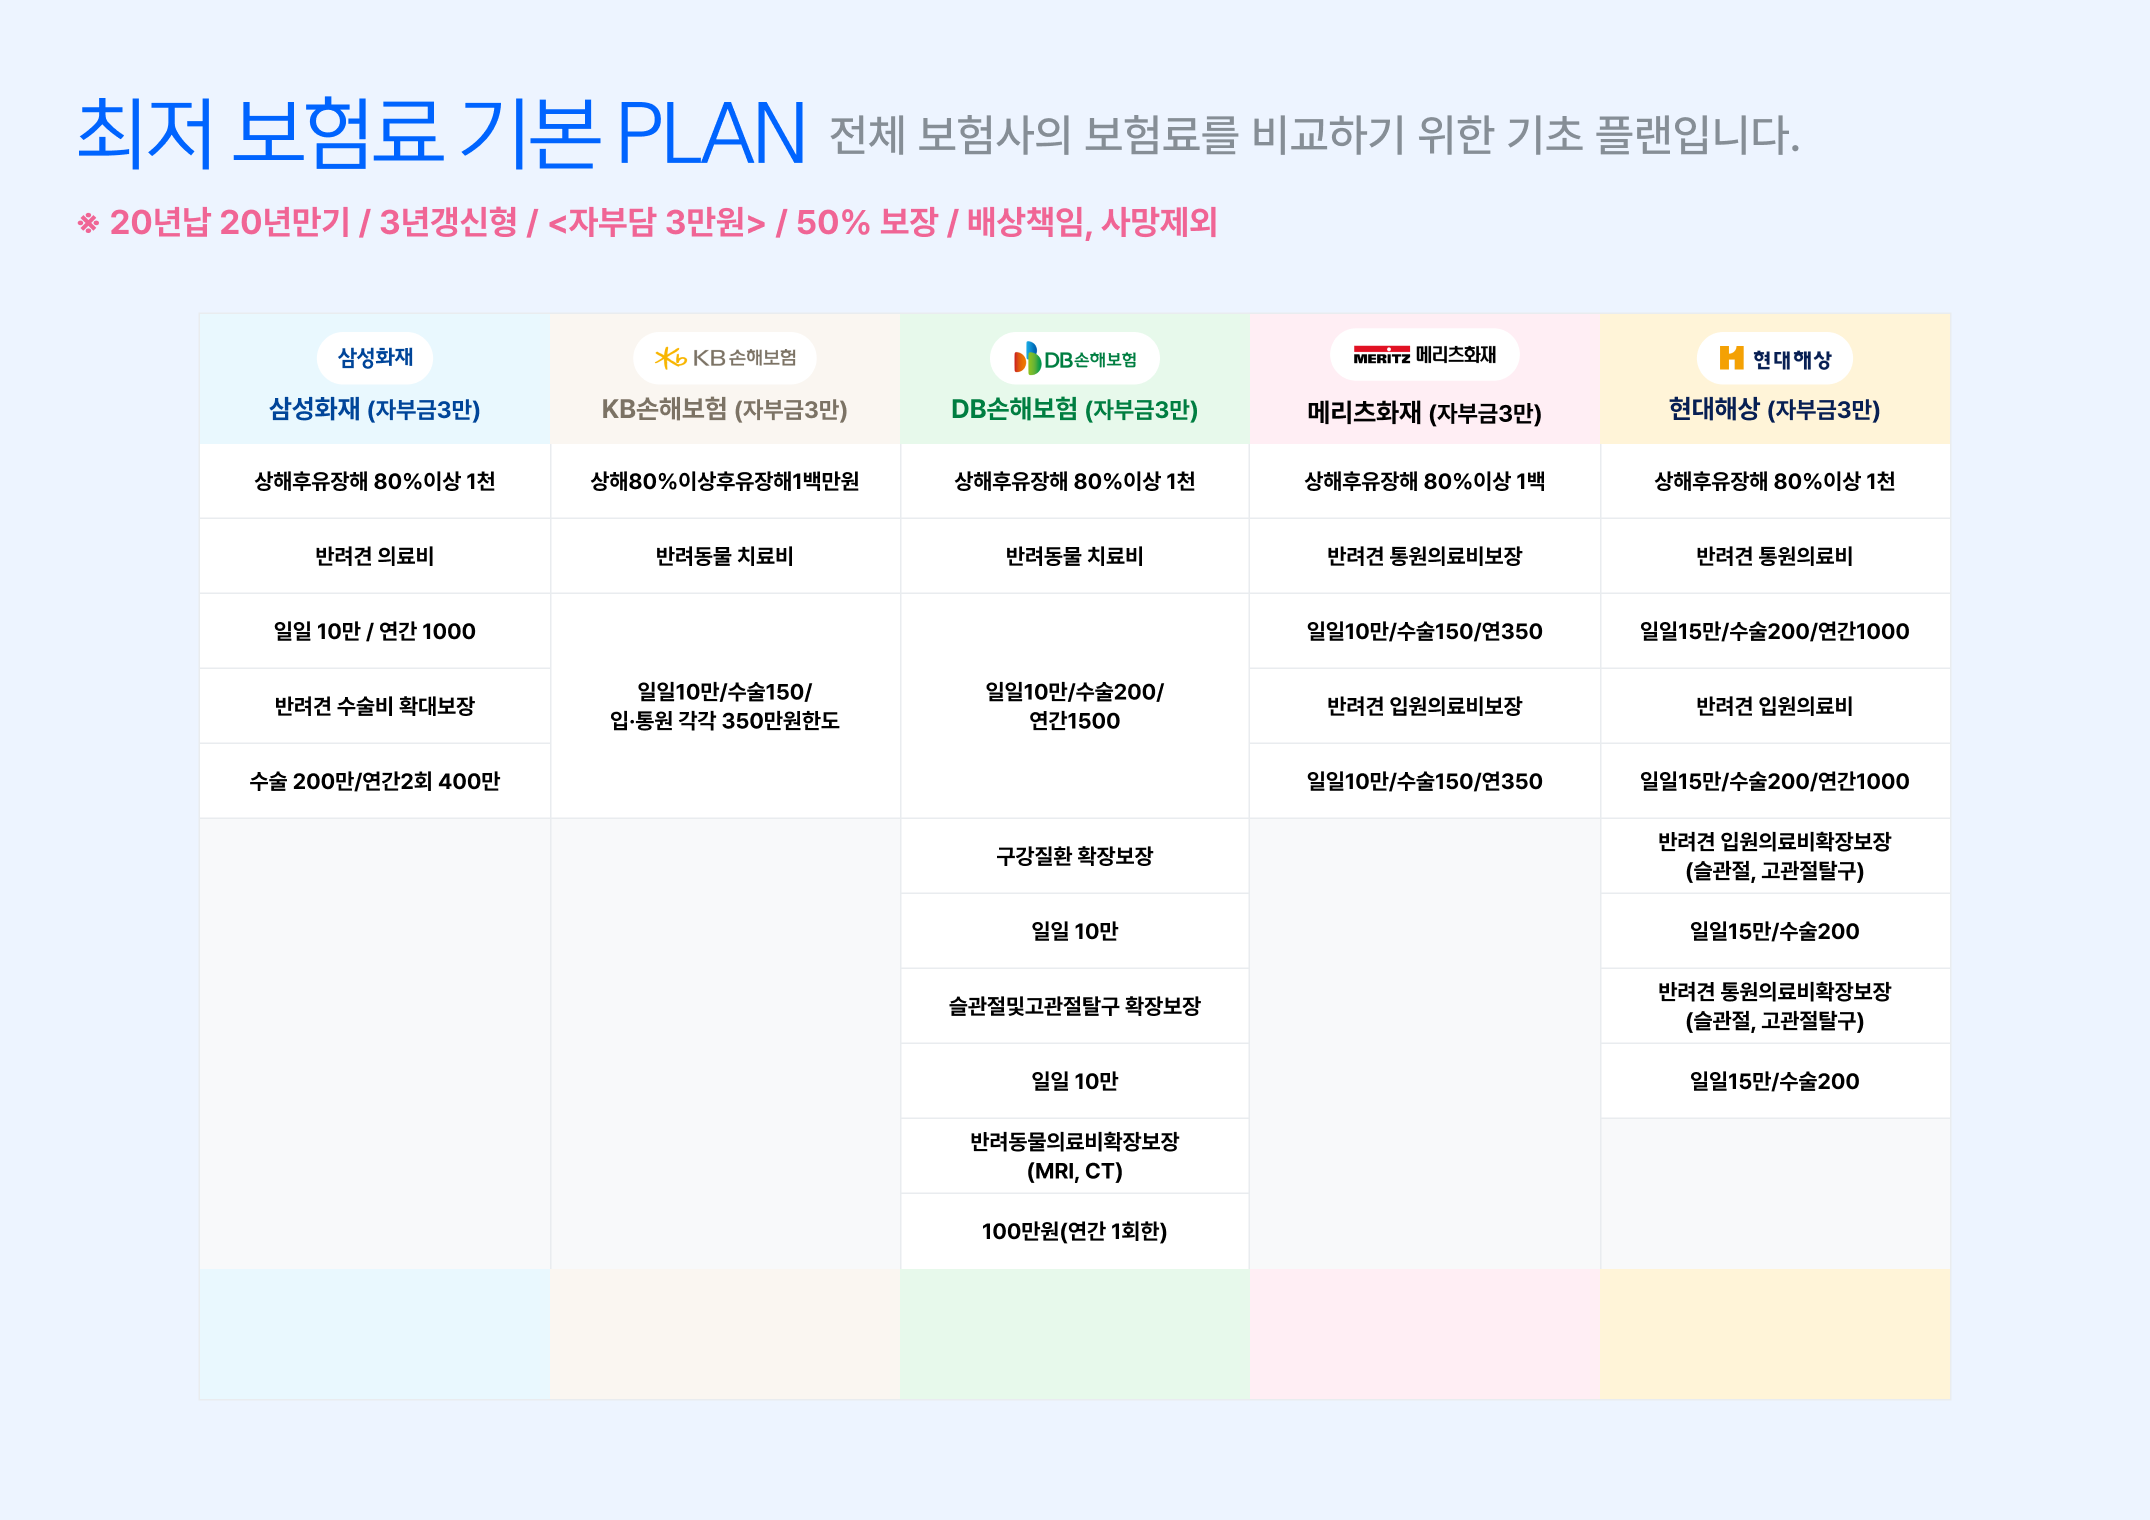 최저 보험료 기본 PLAN 전체 보험사의 보험료를 비교하기 위한 기초 플랜입니다.
※ 20년납 20년만기 / 3년갱신형 / <자부담 3만원> / 50% 보장 / 배상책임, 사망제외
삼성화재
삼성화재 (자부금3만)
KB손해보험
KB손해보험 (자부금3만)
DB손해보험
DB손해보험 (자부금3만)
MERITZ 메리츠화재
메리츠화재 (자부금3만)
현대해상
현대해상 (자부금3만)
상해후유장해 80%이상 1천
상해80%이상후유장해1백만원
상해후유장해 80%이상 1천
상해후유장해 80%이상 1백
상해후유장해 80%이상 1천
반려견 의료비
반려동물 치료비
반려동물 치료비
반려견 통원의료비보장
반려견 통원의료비
일일 10만 / 연간 1000
일일10만/수술150/
입·통원 각각 350만원한도
일일10만/수술200/
연간1500
일일10만/수술150/연350
일일15만/수술200/연간1000
반려견 수술비 확대보장
반려견 입원의료비보장
반려견 입원의료비
수술 200만/연간2회 400만
일일10만/수술150/연350
일일15만/수술200/연간1000
구강질환 확장보장
반려견 입원의료비확장보장
(슬관절, 고관절탈구)
일일 10만
일일15만/수술200
슬관절및고관절탈구 확장보장
반려견 통원의료비확장보장
(슬관절, 고관절탈구)
일일 10만
일일15만/수술200
반려동물의료비확장보장
(MRI, CT)
100만원(연간 1회한)